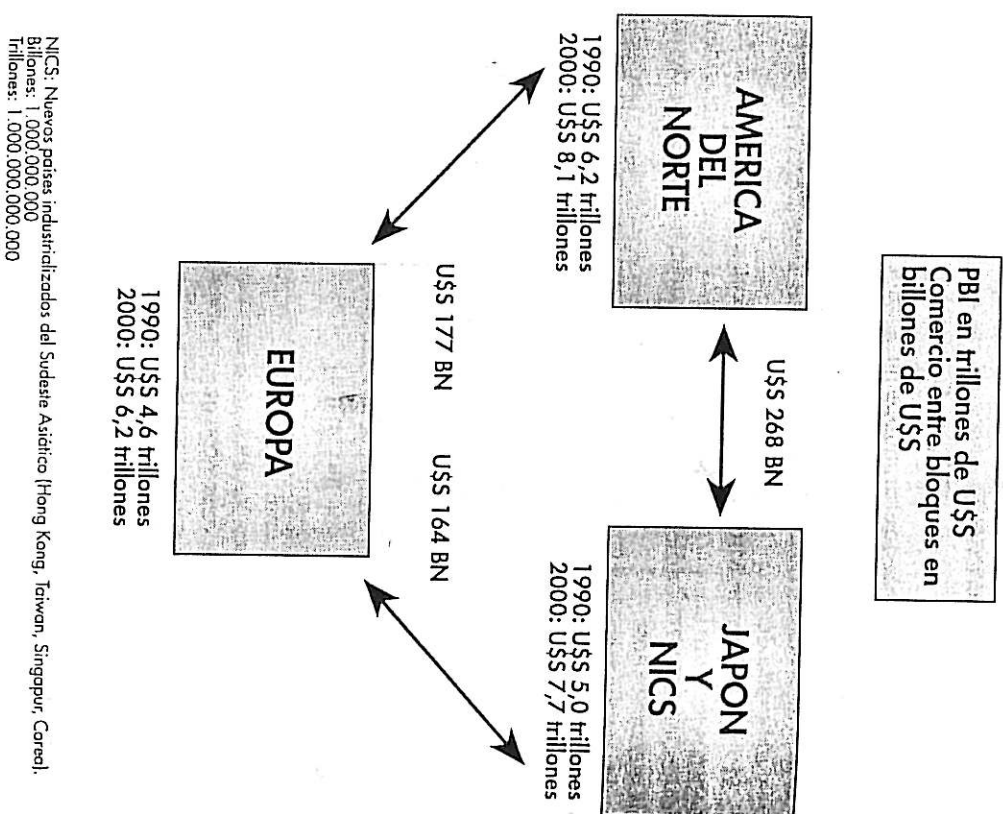 PBI en trillones de U$S
Comercio entre bloques en
billones de U$S
AMERICA
DEL
NORTE
1990: U$S 6,2 trillones
2000: U$S 8,1 trillones
U$S 268 BN
JAPON
Y
NICS
1990: U$S 5,0 trillones
2000: U$S 7,7 trillones
U$S 177 BN
U$S 164 BN
EUROPA
1990: U$S 4,6 trillones
2000: U$S 6,2 trillones
NICS: Nuevos países industrializados del Sudeste Asiático (Hong Kong, Taiwan, Singapur, Corea).
Billones: 1.000.000.000
Trillones: 1.000.000.000.000